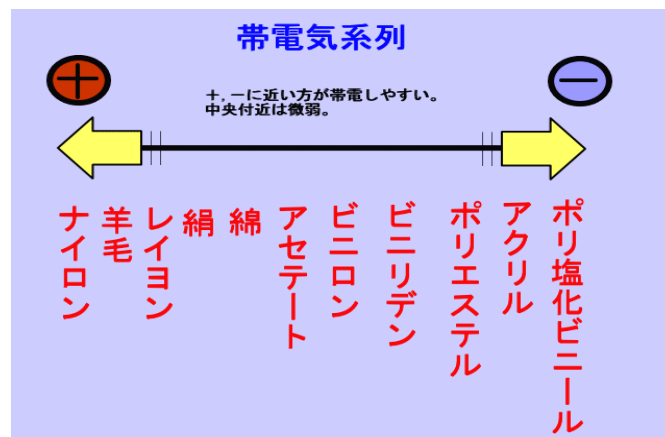 帯電気系列
＋
－
＋,－に近い方が帯電しやすい。
中央付近は微弱。
ナイロン
羊毛
レイヨン
絹
綿
アセテート
ビニロン
ビニリデン
ポリエステル
アクリル
ポリ塩化ビニール